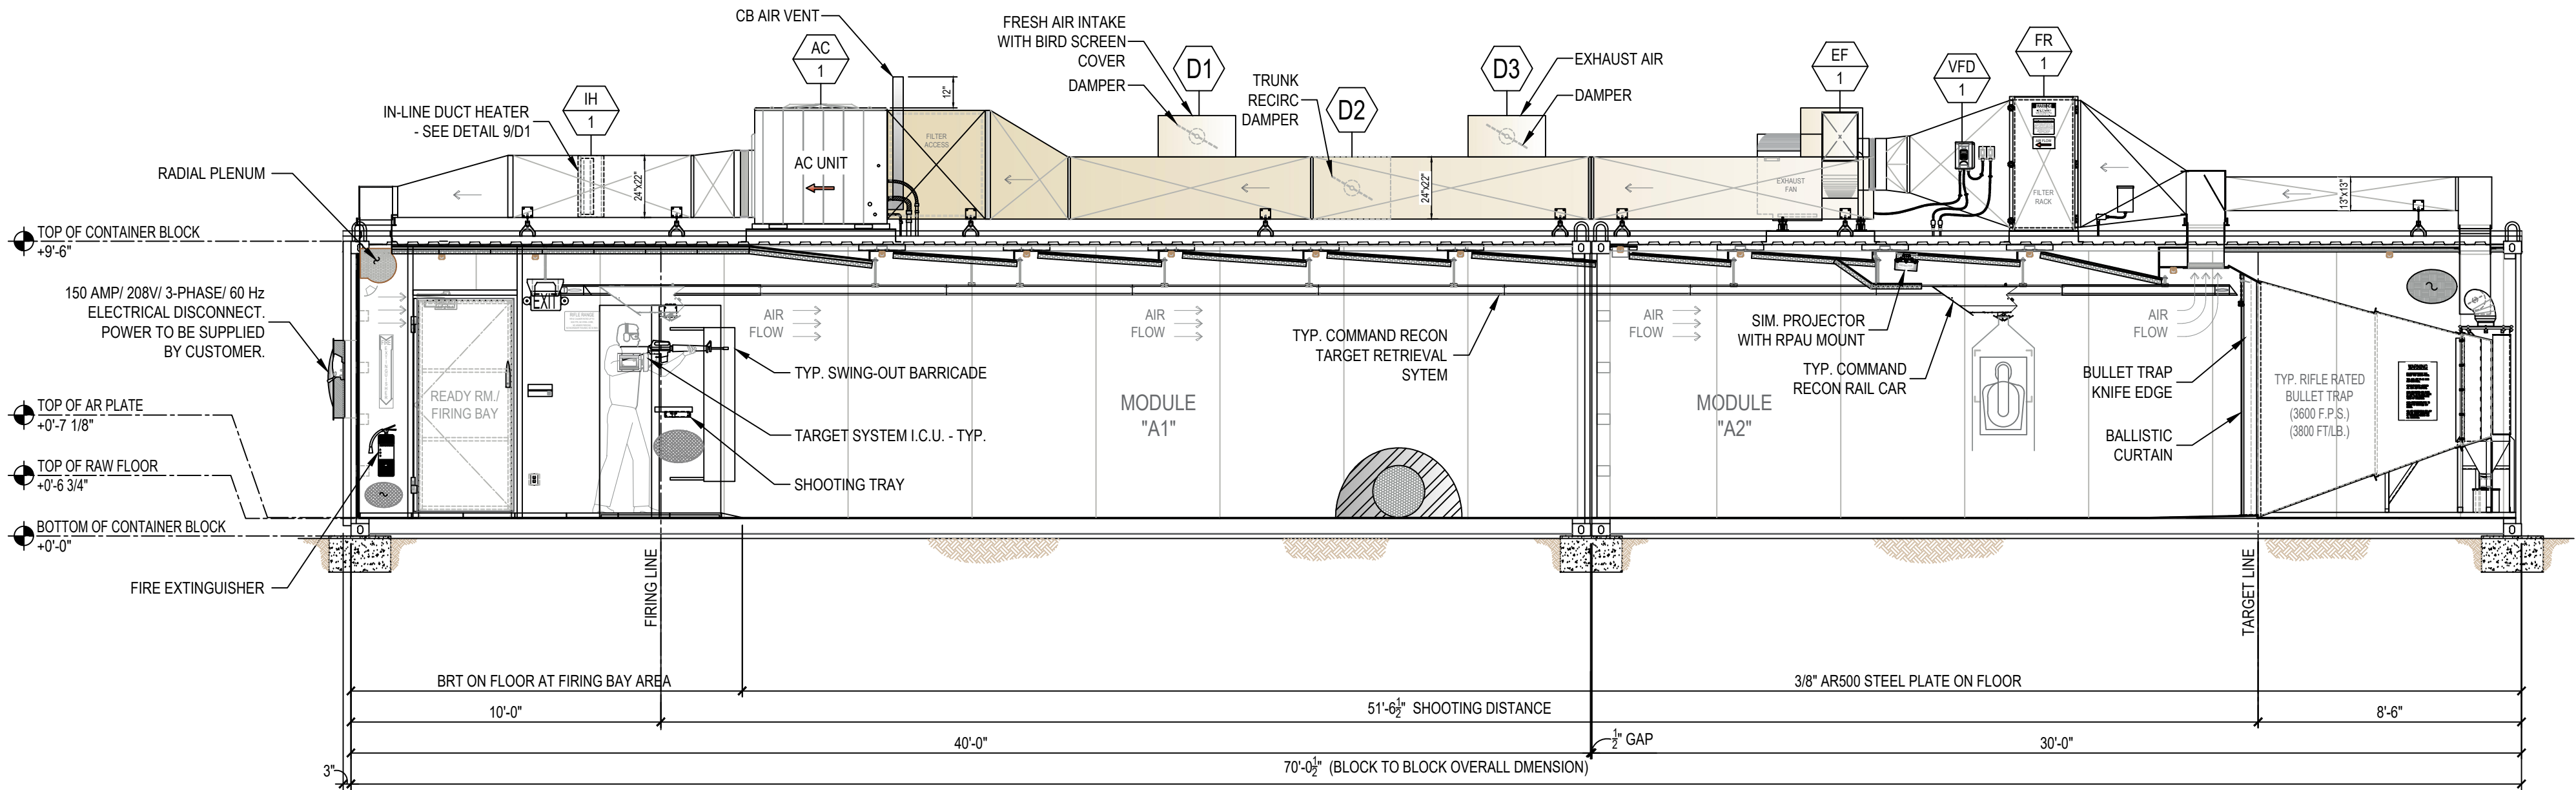 CB AIR VENT
FRESH AIR INTAKE
WITH BIRD SCREEN
COVER
DAMPER
AC
1
D1
D3
EXHAUST AIR
DAMPER
TRUNK
RECIRC
DAMPER
D2
EF
1
VFD
1
FR
1
IN-LINE DUCT HEATER
- SEE DETAIL 9/D1
IH
1
12"
FILTER
ACCESS
AC UNIT
RADIAL PLENUM
24"x22"
24"x22"
EXHAUST
FAN
FILTER
RACK
13"x13"
TOP OF CONTAINER BLOCK
+9'-6"
150 AMP/ 208V/ 3-PHASE/ 60 Hz
ELECTRICAL DISCONNECT.
POWER TO BE SUPPLIED
BY CUSTOMER.
EXIT
RIFLE RANGE
AIR
FLOW
AIR
FLOW
AIR
FLOW
AIR
FLOW
TYP. COMMAND RECON
TARGET RETRIEVAL
SYTEM
SIM. PROJECTOR
WITH RPAU MOUNT
TYP. COMMAND
RECON RAIL CAR
BULLET TRAP
KNIFE EDGE
BALLISTIC
CURTAIN
TYP. RIFLE RATED
BULLET TRAP
(3600 F.P.S.)
(3800 FT/LB.)
READY RM./
FIRING BAY
TYP. SWING-OUT BARRICADE
TARGET SYSTEM I.C.U. - TYP.
SHOOTING TRAY
MODULE
"A1"
MODULE
"A2"
TOP OF AR PLATE
+0'-7 1/8"
TOP OF RAW FLOOR
+0'-6 3/4"
BOTTOM OF CONTAINER BLOCK
+0'-0"
FIRE EXTINGUISHER
FIRING LINE
TARGET LINE
BRT ON FLOOR AT FIRING BAY AREA
3/8" AR500 STEEL PLATE ON FLOOR
10'-0"
51'-6½" SHOOTING DISTANCE
8'-6"
40'-0"
½" GAP
30'-0"
3"
70'-0½" (BLOCK TO BLOCK OVERALL DMENSION)